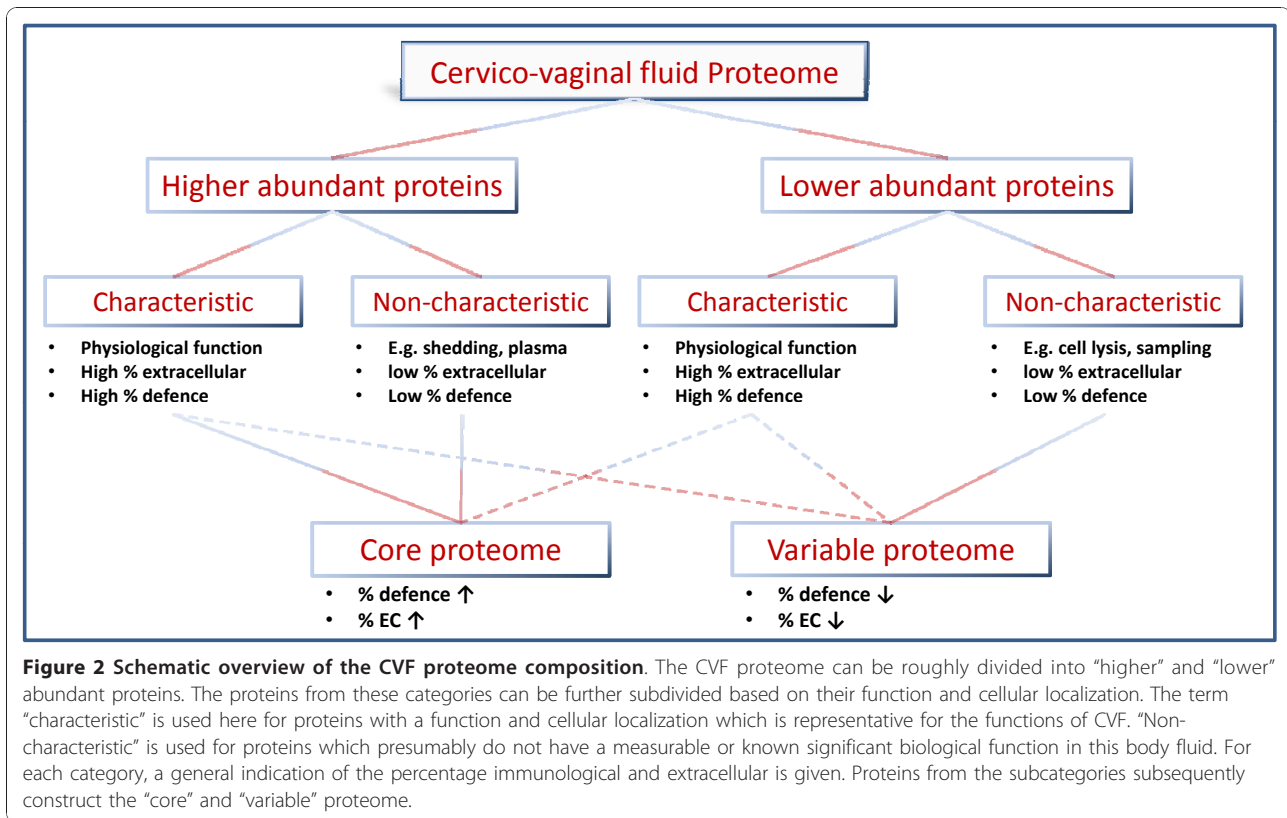 Cervico-vaginal fluid Proteome
Higher abundant proteins
Lower abundant proteins
Characteristic
• Physiological function
• High % extracellular
• High % defence
Non-characteristic
• E.g. shedding, plasma
• low % extracellular
• Low % defence
Characteristic
• Physiological function
• High % extracellular
• High % defence
Non-characteristic
• E.g. cell lysis, sampling
• low % extracellular
• Low % defence
Core proteome
• % defence ↑
• % EC ↑
Variable proteome
• % defence ↓
• % EC ↓
Figure 2 Schematic overview of the CVF proteome composition. The CVF proteome can be roughly divided into “higher” and “lower”
abundant proteins. The proteins from these categories can be further subdivided based on their function and cellular localization. The term
“characteristic” is used here for proteins with a function and cellular localization which is representative for the functions of CVF. “Non-
characteristic” is used for proteins which presumably do not have a measurable or known significant biological function in this body fluid. For
each category, a general indication of the percentage immunological and extracellular is given. Proteins from the subcategories subsequently
construct the “core” and “variable” proteome.